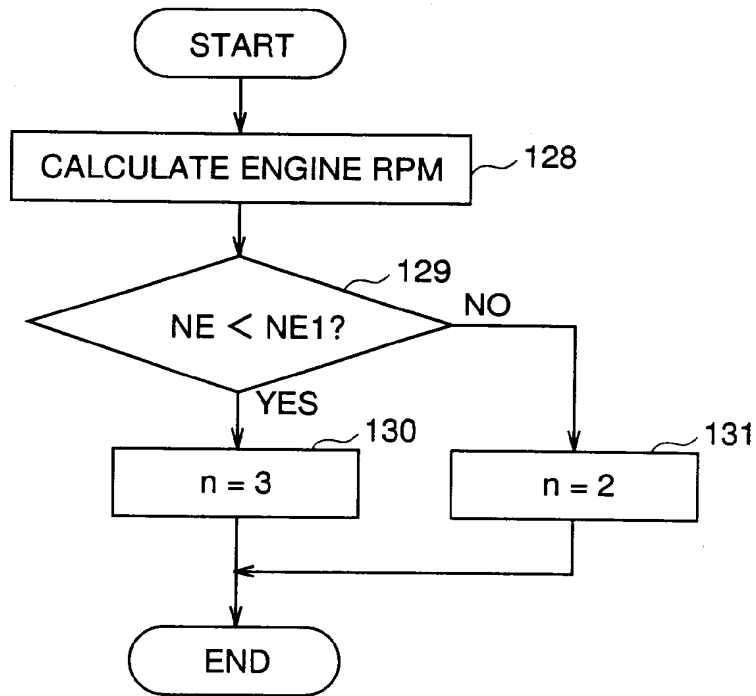 START
CALCULATE ENGINE RPM
128
129
NE < NE1?
NO
YES
130
131
n = 3
n = 2
END